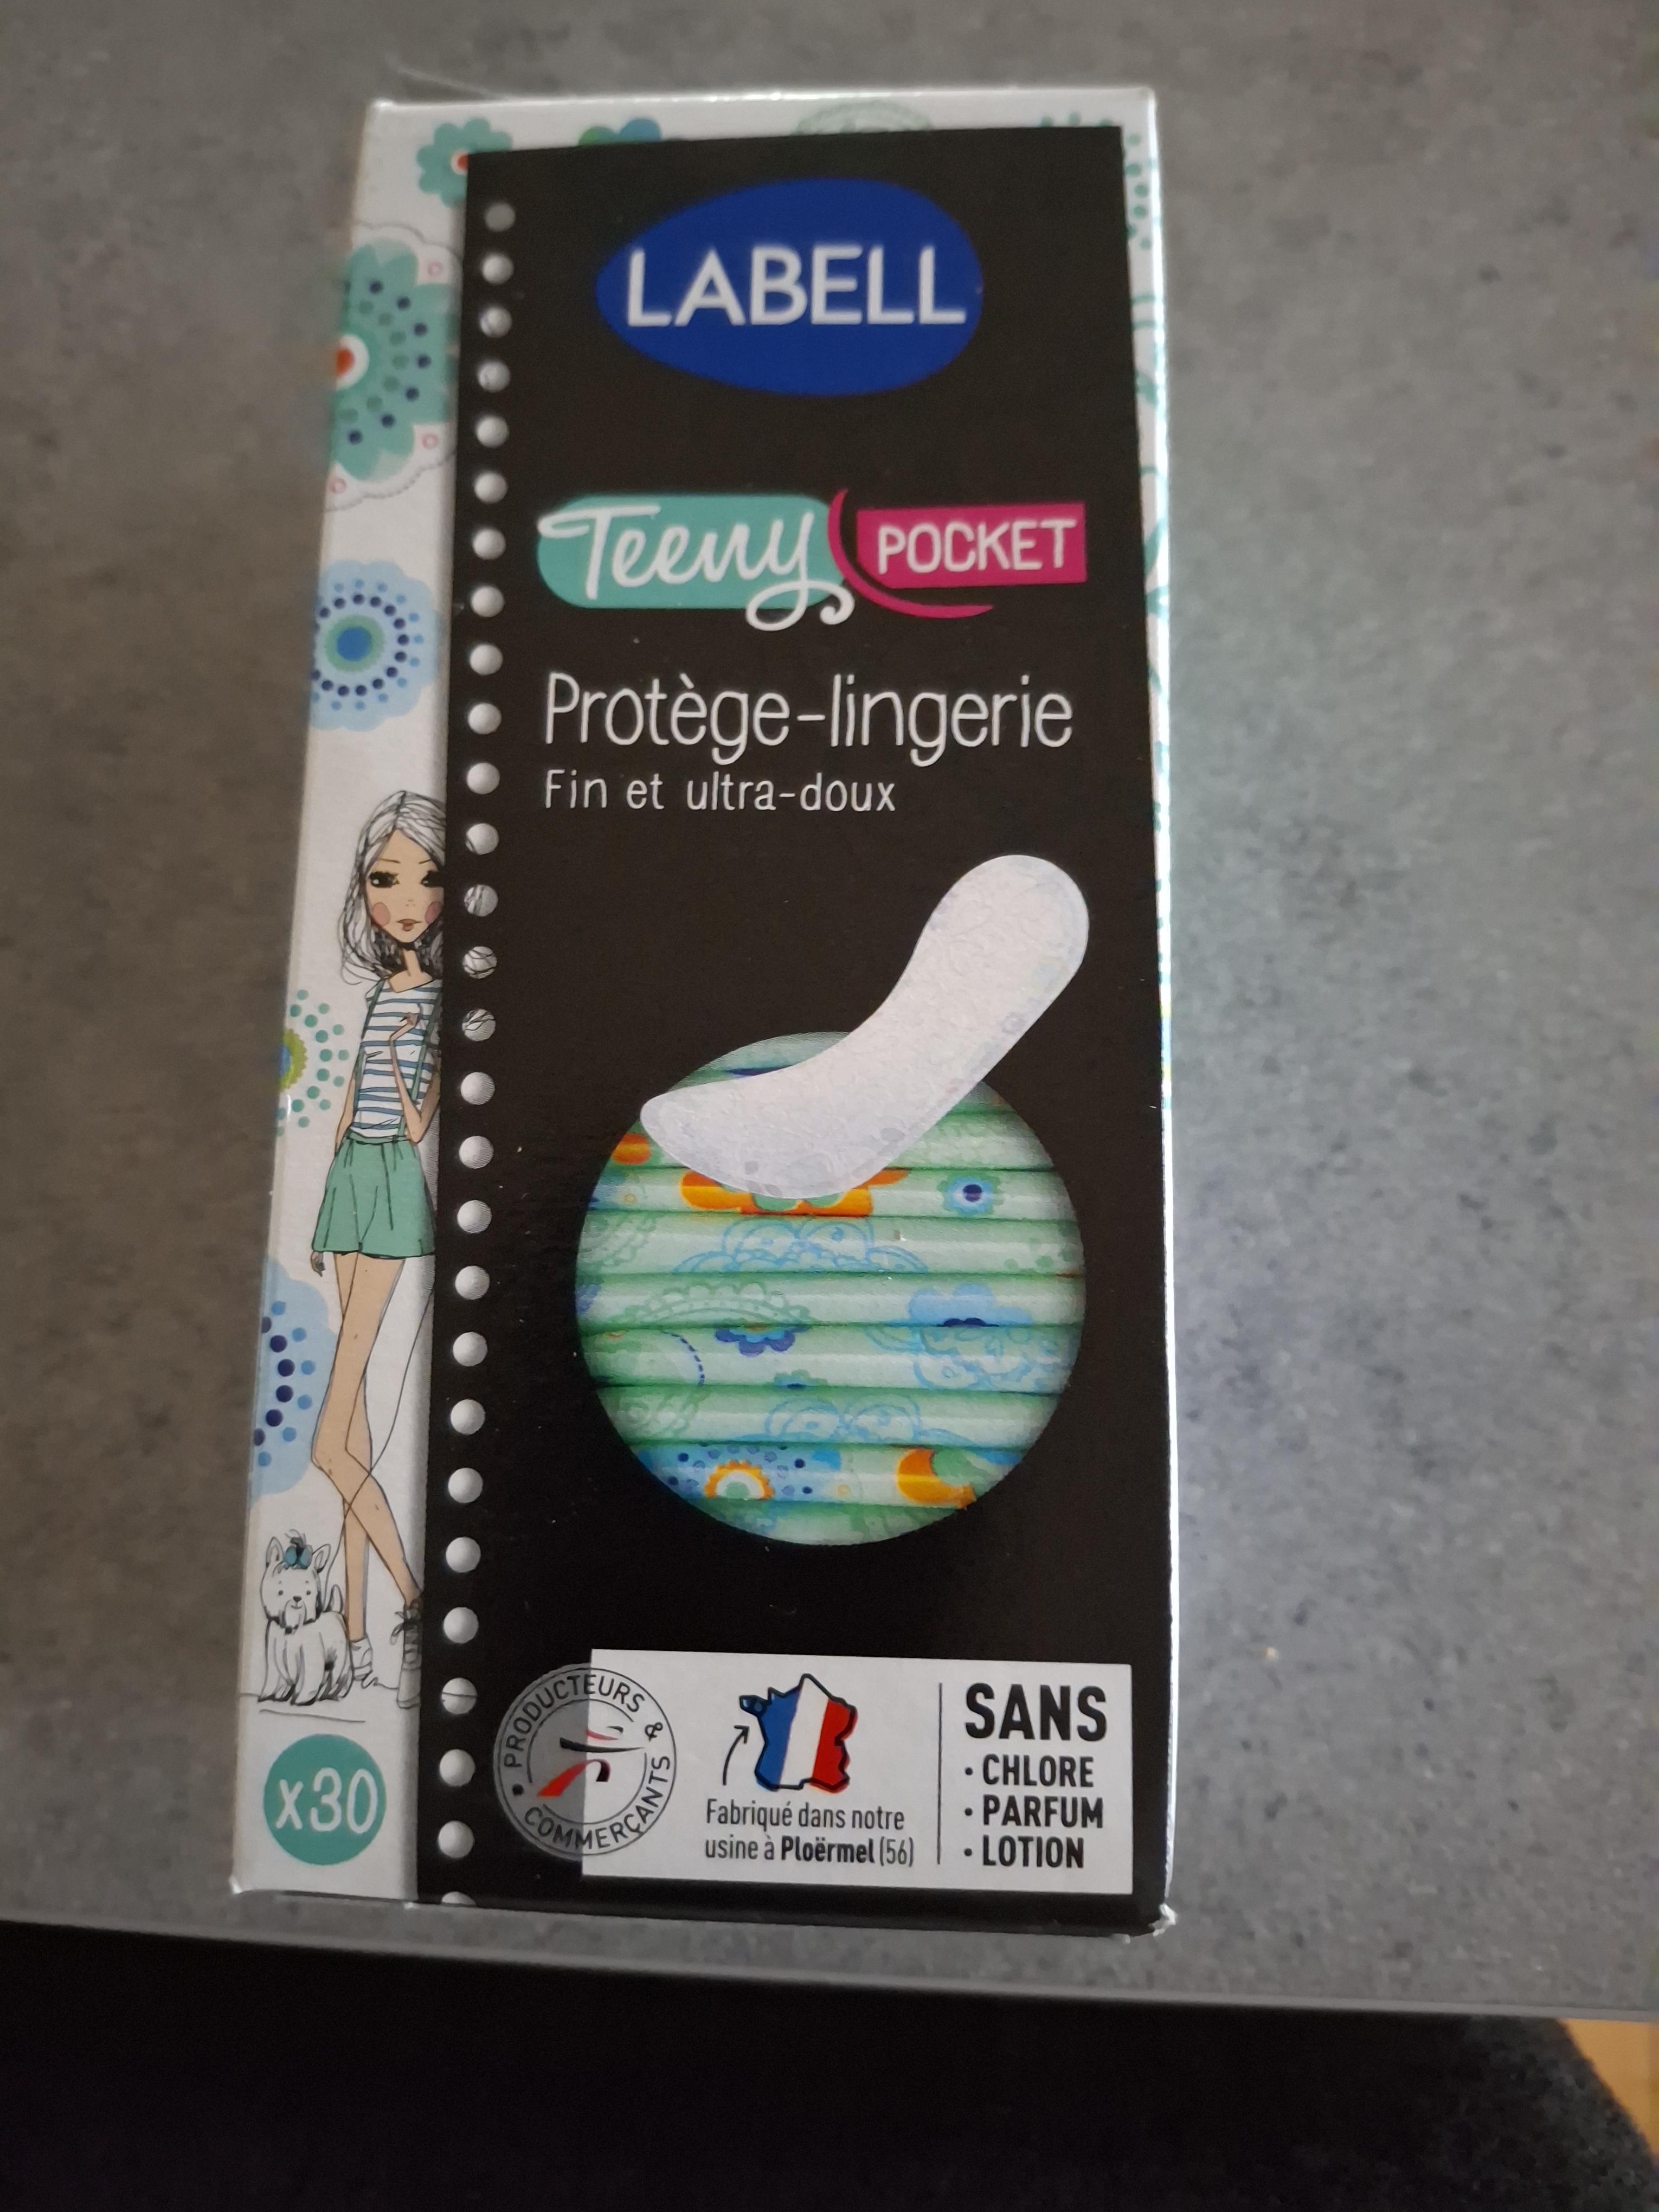 LABELL
Teeny POCKET
Protège-lingerie
Fin et ultra-doux
x30
PRODUCTEURS & COMMERÇANTS
Fabriqué dans notre
usine à Ploërmel (56)
SANS
• CHLORE
• PARFUM
• LOTION